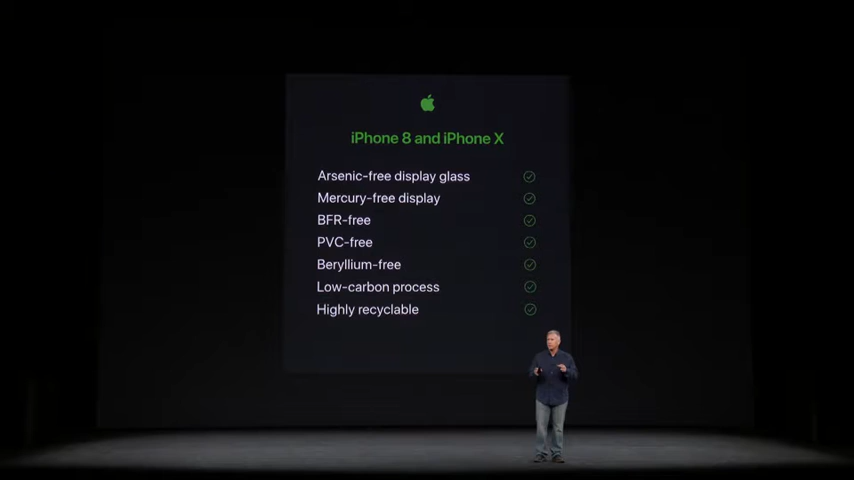 iPhone 8 and iPhone X
Arsenic-free display glass
Mercury-free display
BFR-free
PVC-free
Beryllium-free
Low-carbon process
Highly recyclable